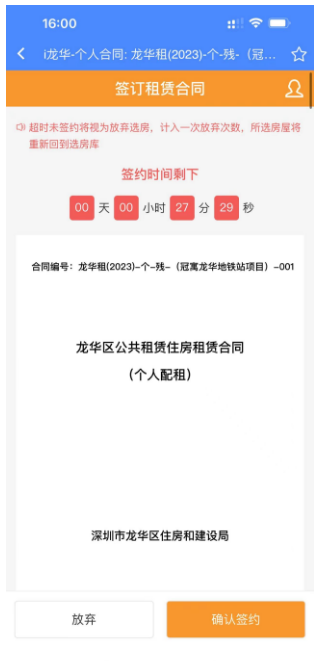 16:00
i龙华-个人合同: 龙华租(2023)-个-残-（冠...
签订租赁合同
超时未签约将视为放弃选房，计入一次放弃次数，所选房屋将
重新回到选房库
签约时间剩下
00 天 00 小时 27 分 29 秒
合同编号：龙华租(2023)-个-残-（冠寓龙华地铁站项目）-001
龙华区公共租赁住房租赁合同
（个人配租）
深圳市龙华区住房和建设局
放弃
确认签约